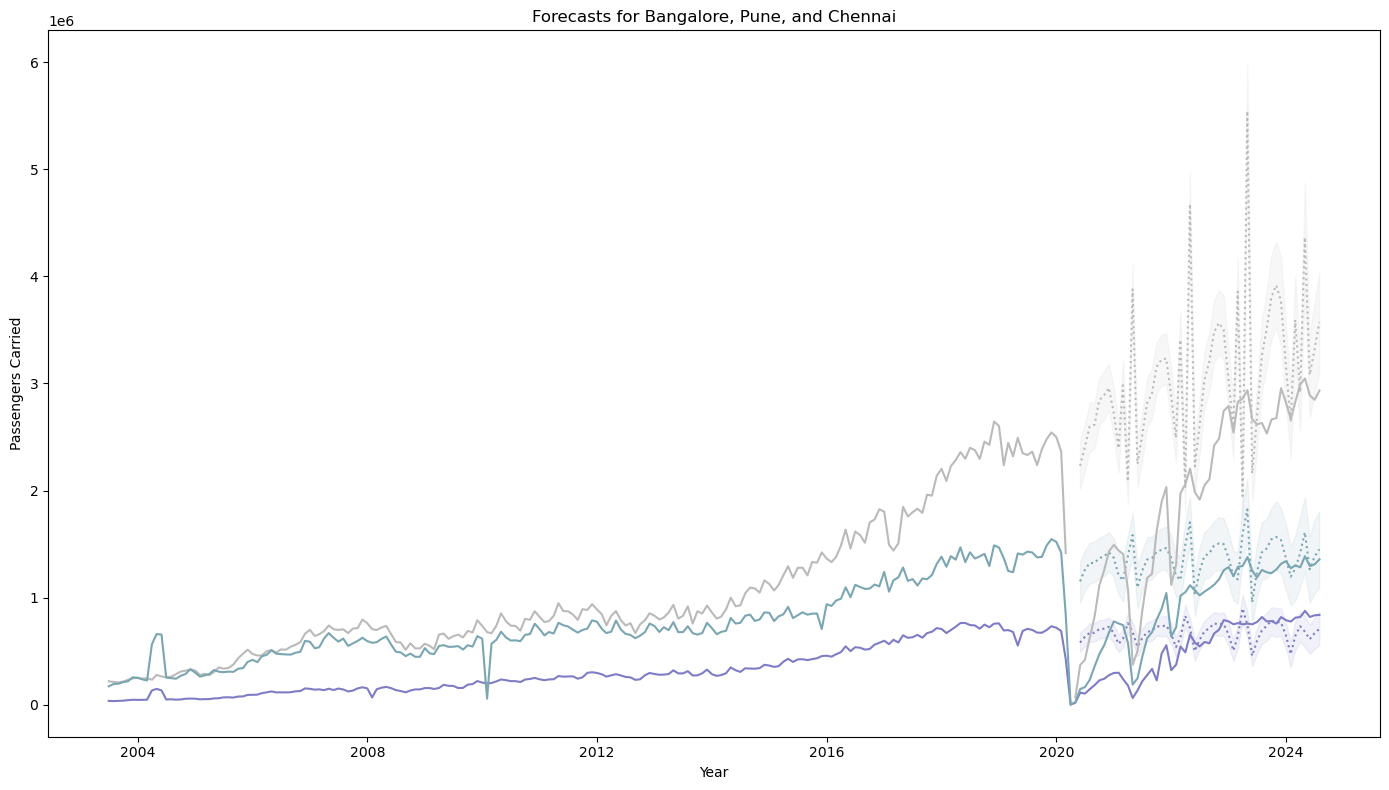 Forecasts for Bangalore, Pune, and Chennai
1e6
6
5
4
3
2
1
0
Passengers Carried
2004 2008 2012 2016 2020 2024
Year